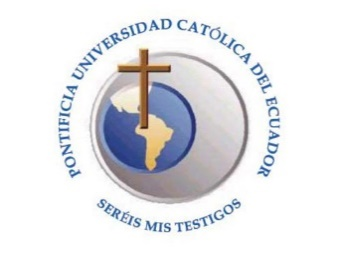 PONTIFICIA UNIVERSIDAD CATÓLICA DEL ECUADOR
SERÉIS MIS TESTIGOS